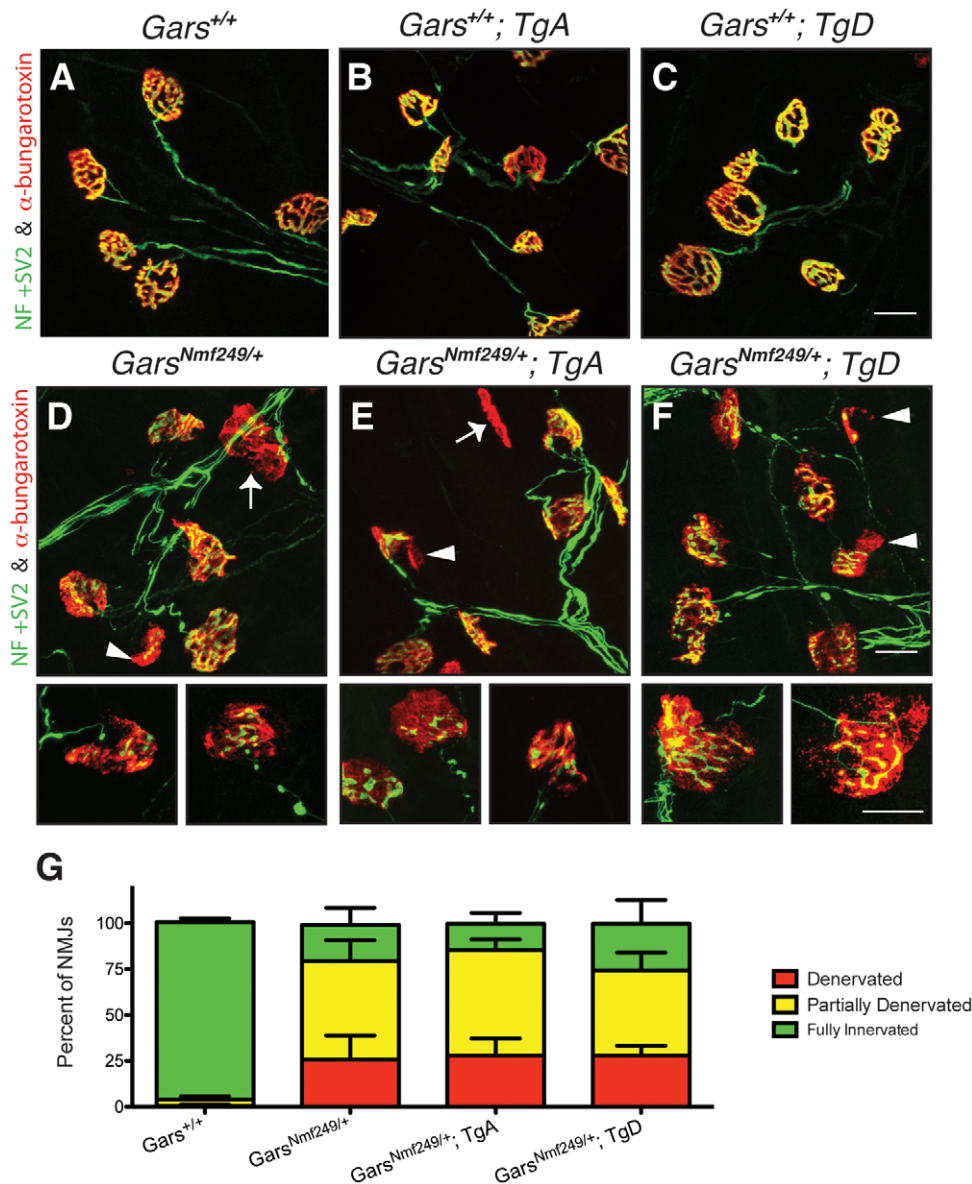 Gars+/+
Gars+/+; TgA
Gars+/+; TgD
NF +SV2 & α-bungarotoxin
A
B
C
GarsNmf249/+
GarsNmf249/+; TgA
GarsNmf249/+; TgD
NF +SV2 & α-bungarotoxin
D
E
F
G
Percent of NMJs
100
75
50
25
0
Gars+/+
GarsNmf249/+
GarsNmf249/+; TgA
GarsNmf249/+; TgD
Denervated
Partially Denervated
Fully Innervated